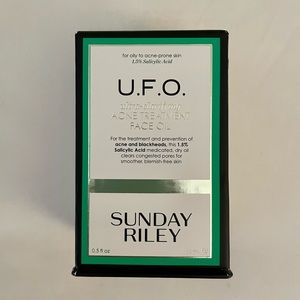 for oily to acne-prone skin
1.5% Salicylic Acid
U.F.O.
ACNE TREATMENT
FACE OIL
For the treatment and prevention of
acne and blackheads, this 1.5%
Salicylic Acid medicated, dry oil
clears congested pores for
smoother, blemish-free skin
SUNDAY
RILEY
0.5 fl oz